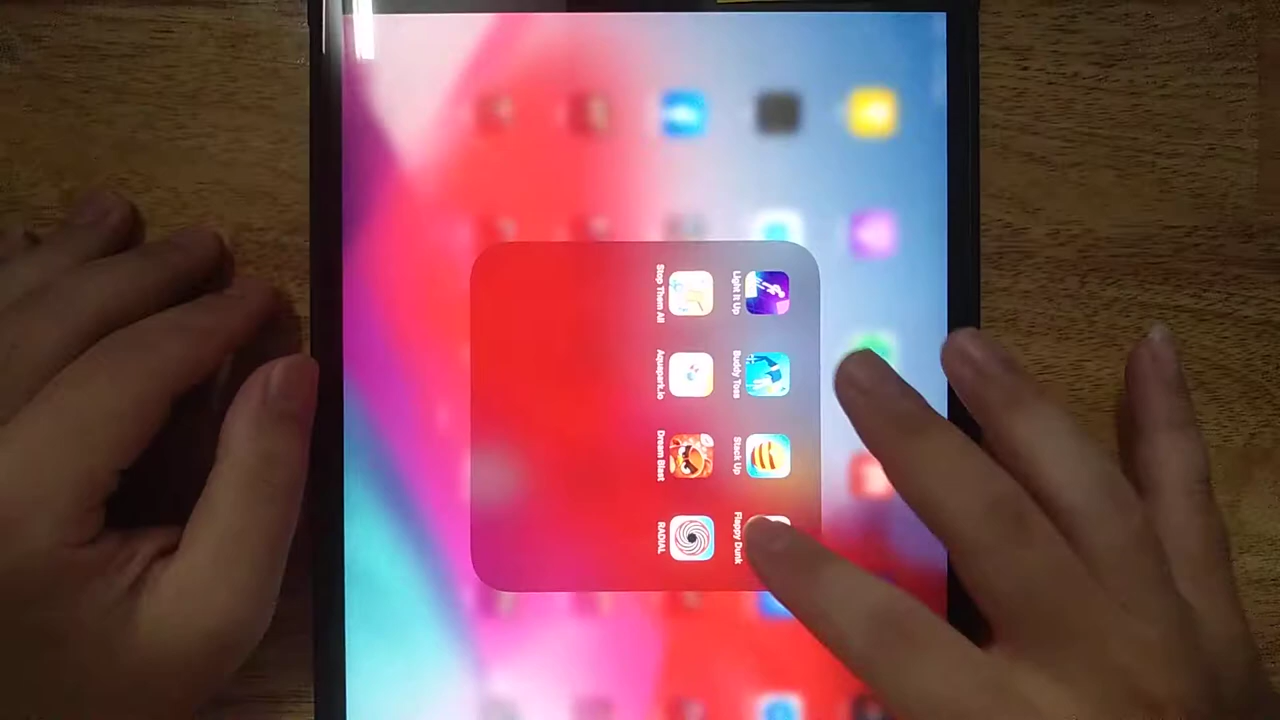 Light It Up
Buddy Toss
Stack Up
Flappy Dunk
Stop Them All
Aquapark.io
Dream Blast
RADIAL